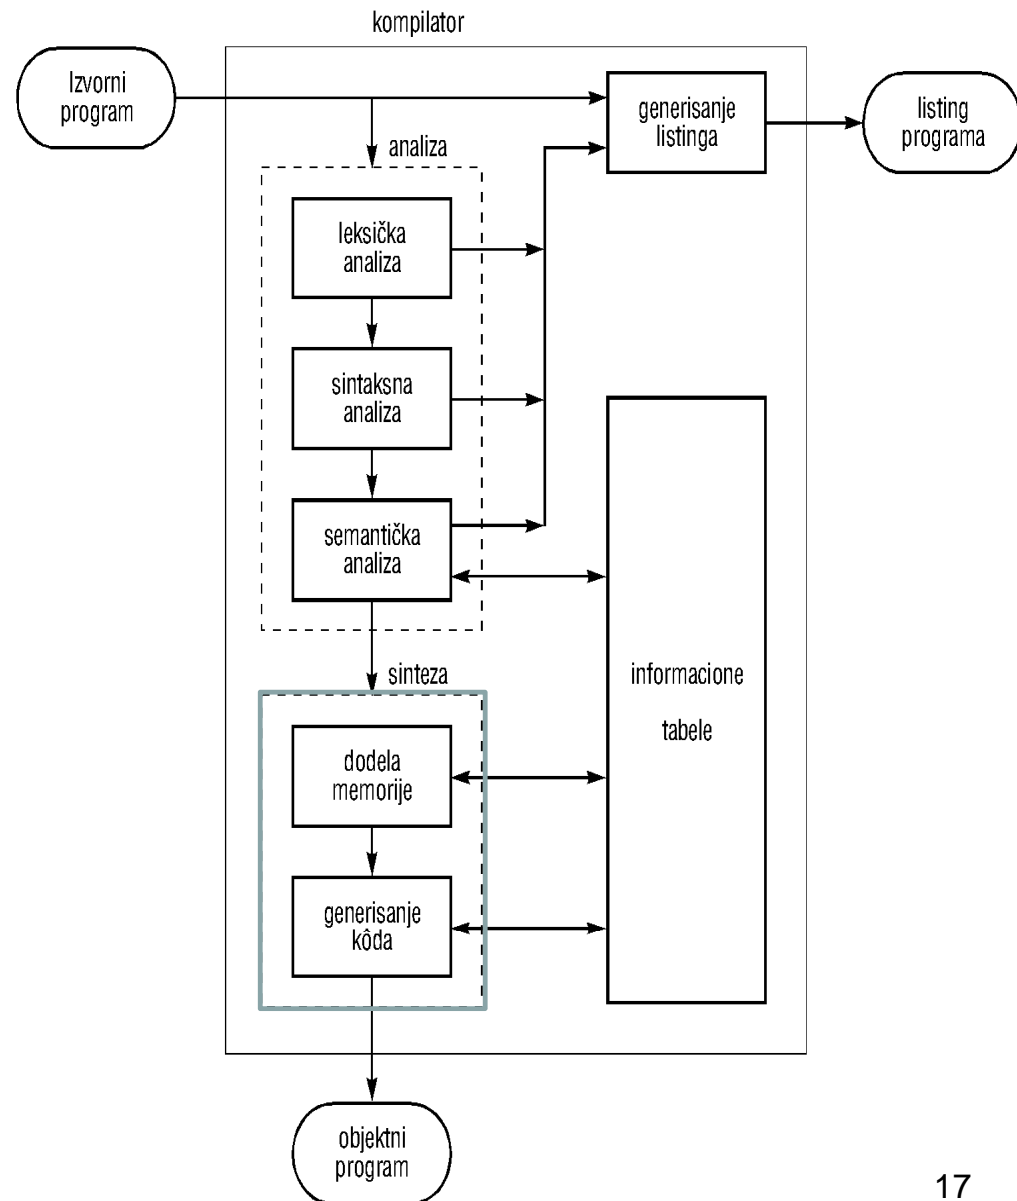 kompilator
Izvorni
program
generisanje
listinga
listing
programa
analiza
leksička
analiza
sintaksna
analiza
semantička
analiza
sinteza
informacione
tabele
dodela
memorije
generisanje
kôda
objektni
program
17